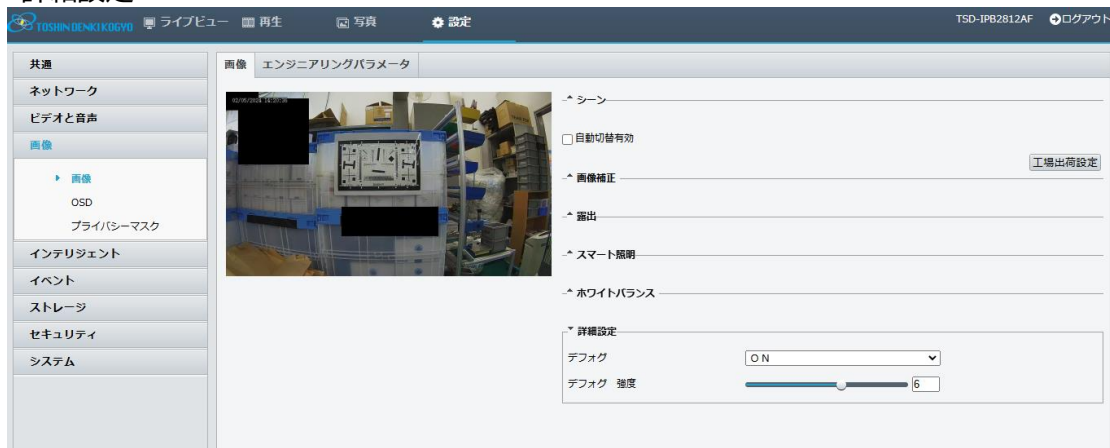 TOSHIN DENKI KOGYO ライブビュー 再生 写真 設定 TSD-IPB2812AF ログアウト
共通
ネットワーク
ビデオと音声
画像
画像
OSD
プライバシーマスク
インテリジェント
イベント
ストレージ
セキュリティ
システム
画像 エンジニアリングパラメータ
シーン
自動切替有効
工場出荷設定
画像補正
露出
スマート照明
ホワイトバランス
詳細設定
デフォグ ON
デフォグ 強度 6